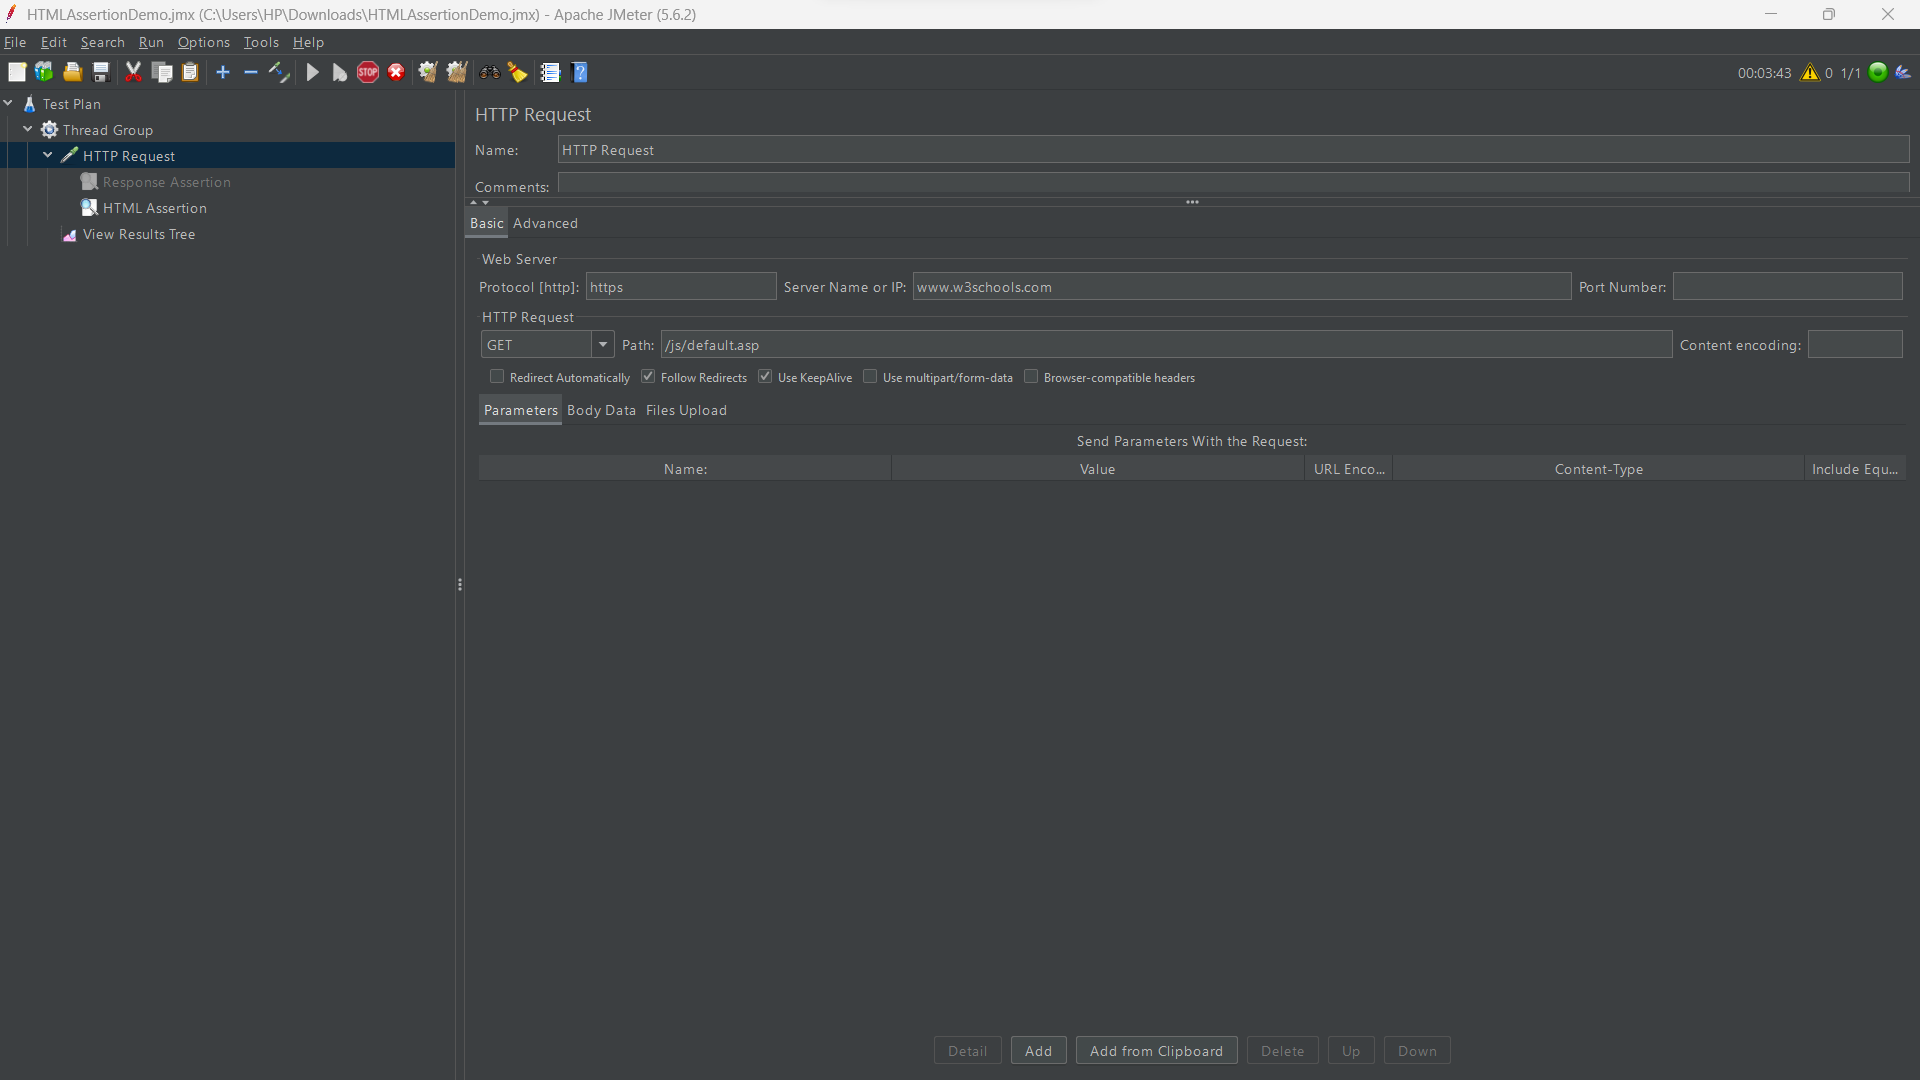 HTMLAssertionDemo.jmx (C:\Users\HP\Downloads\HTMLAssertionDemo.jmx) - Apache JMeter (5.6.2)
File Edit Search Run Options Tools Help
STOP ? 00:03:43 0 1/1
Test Plan
Thread Group
HTTP Request
Response Assertion
HTML Assertion
View Results Tree
HTTP Request
Name: HTTP Request
Comments:
Basic Advanced
Web Server
Protocol [http]: https Server Name or IP: www.w3schools.com Port Number:
HTTP Request
GET Path: /js/default.asp Content encoding:
Redirect Automatically Follow Redirects Use KeepAlive Use multipart/form-data Browser-compatible headers
Parameters Body Data Files Upload
Send Parameters With the Request:
Name: Value URL Enco... Content-Type Include Equ...
Detail Add Add from Clipboard Delete Up Down